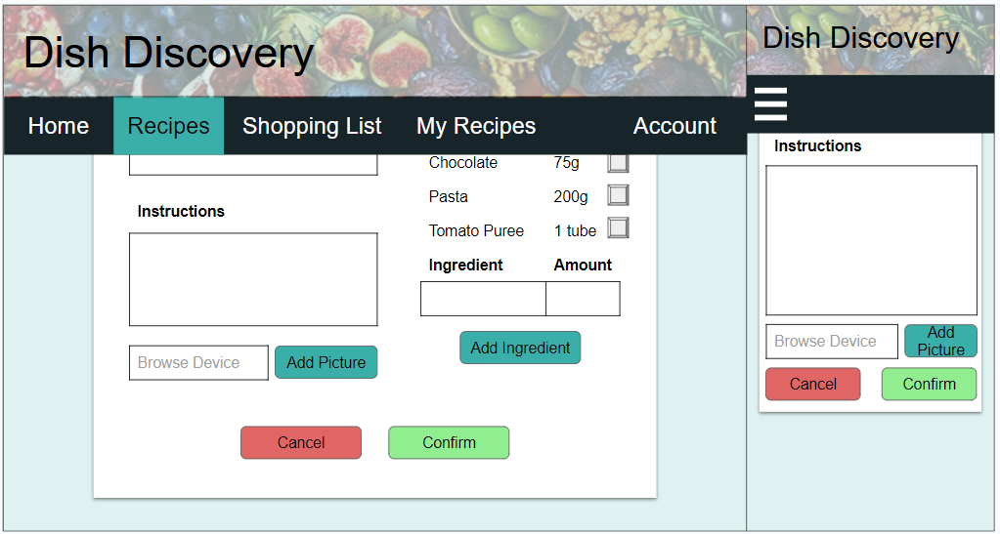 Dish Discovery
Home Recipes Shopping List My Recipes Account
Chocolate 75g
Pasta 200g
Instructions
Tomato Puree 1 tube
Ingredient Amount
Add Ingredient
Browse Device Add Picture
Cancel Confirm
Dish Discovery
Instructions
Browse Device
Add
Picture
Cancel Confirm